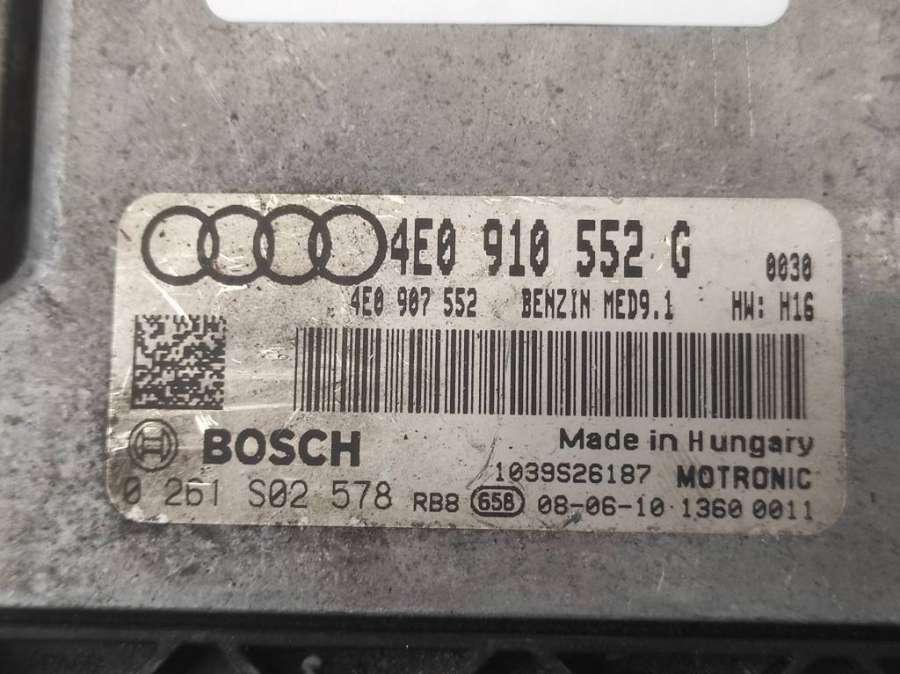 4E0 910 552 G 0030
4E0 907 552 BENZIN MED9.1 HW: H16
BOSCH Made in Hungary
1039S26187 MOTRONIC
0 261 S02 578 RB8 658 08-06-10 1360 0011